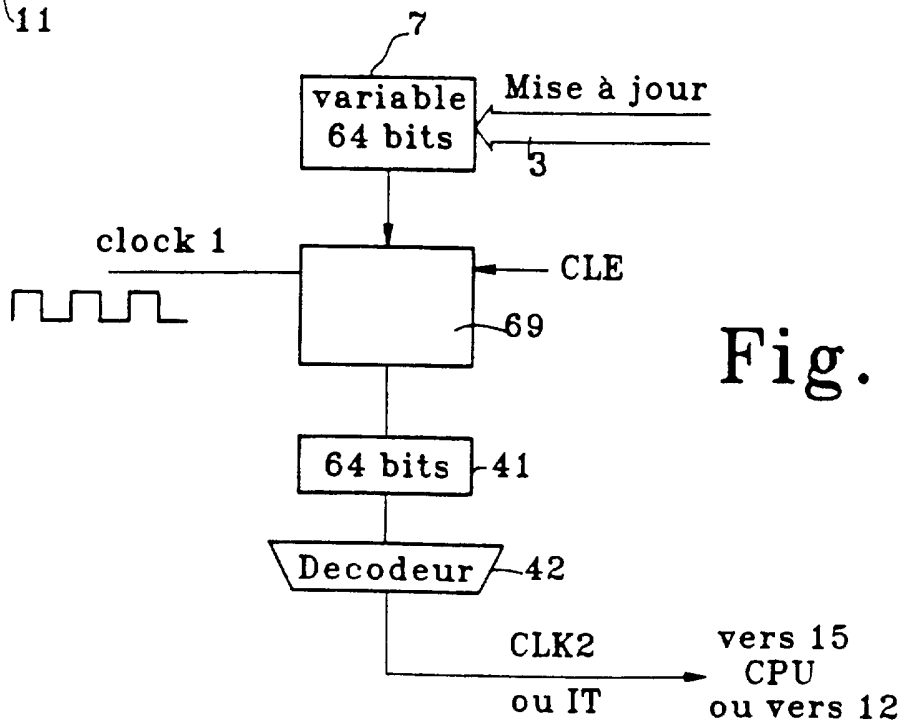 11
7
variable
64 bits
Mise à jour
3
clock 1
CLE
69
Fig.
64 bits
41
Decodeur
42
CLK2
ou IT
vers 15
CPU
ou vers 12